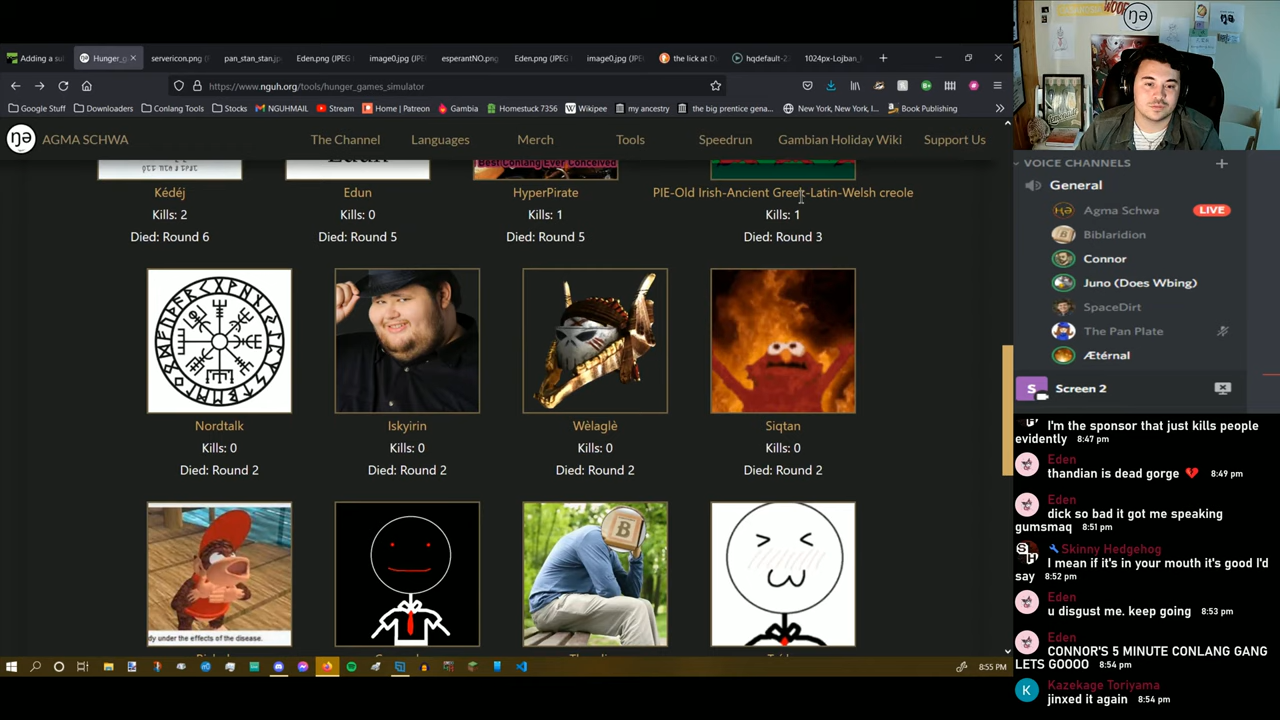 Adding a su
Hunger_g
servericon.png (
pan_stan_stan.jp
Eden.png (JPEG
image0.jpg (JPEG
esperantNO.png
Eden.png (JPEG I
image0.jpg (JPE
the lick at D
hqdefault-2
1024px-Lojban_
https://www.nguh.org/tools/hunger_games_simulator
Google Stuff
Downloaders
Conlang Tools
Stocks
NGUHMAIL
Stream
Home | Patreon
Gambia
Homestuck 7356
Wikipee
my ancestry
the big prentice gena...
New York, New York, I...
Book Publishing
ŋə
AGMA SCHWA
The Channel
Languages
Merch
Tools
Speedrun
Gambian Holiday Wiki
Support Us
Best Conlang Ever Conceived
Kédéj
Edun
HyperPirate
PIE-Old Irish-Ancient Greek-Latin-Welsh creole
Kills: 2
Kills: 0
Kills: 1
Kills: 1
Died: Round 6
Died: Round 5
Died: Round 5
Died: Round 3
Nordtalk
Iskyirin
Wèlaglè
Siqtan
Kills: 0
Kills: 0
Kills: 0
Kills: 0
Died: Round 2
Died: Round 2
Died: Round 2
Died: Round 2
dy under the effects of the disease.
B
8:55 PM
ŋə
VOICE CHANNELS
General
Agma Schwa
LIVE
Biblaridion
Connor
Juno (Does Wbing)
SpaceDirt
The Pan Plate
Ætérnal
S
Screen 2
I'm the sponsor that just kills people
evidently 8:47 pm
Eden
thandian is dead gorge 8:49 pm
Eden
dick so bad it got me speaking
gumsmaq 8:51 pm
Skinny Hedgehog
I mean if it's in your mouth it's good I'd
say 8:52 pm
Eden
u disgust me. keep going 8:53 pm
Eden
CONNOR'S 5 MINUTE CONLANG GANG
LETS GOOOO 8:54 pm
K
Kazekage Toriyama
jinxed it again 8:54 pm